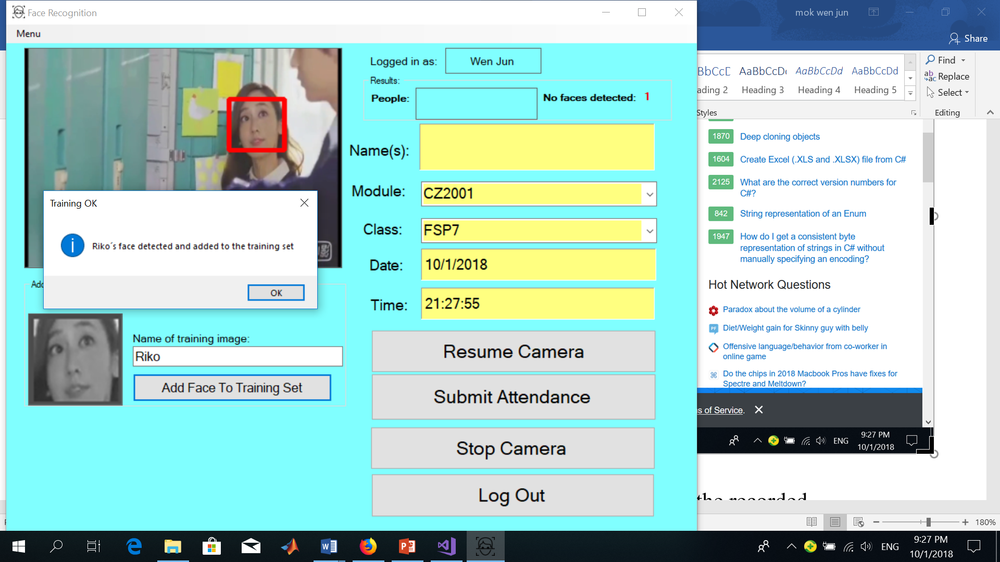 Face Recognition
Menu
Logged in as:
Wen Jun
Results:
People:
No faces detected:
1
Name(s):
Module:
CZ2001
Class:
FSP7
Date:
10/1/2018
Time:
21:27:55
Resume Camera
Submit Attendance
Stop Camera
Log Out
Training OK
Riko´s face detected and added to the training set
OK
Name of training image:
Riko
Add Face To Training Set
mok wen jun
Share
AaBbCcDd
AaBbCcDd
Heading 3
Heading 4
Heading 5
Styles
Find
Replace
Select
Editing
1870
Deep cloning objects
1604
Create Excel (.XLS and .XLSX) file from C#
2125
What are the correct version numbers for
C#?
842
String representation of an Enum
1947
How do I get a consistent byte
representation of strings in C# without
manually specifying an encoding?
Hot Network Questions
Paradox about the volume of a cylinder
PF
Diet/Weight gain for Skinny guy with belly
Offensive language/behavior from co-worker in
online game
Do the chips in 2018 Macbook Pros have fixes for
Spectre and Meltdown?
of Service.
ENG
9:27 PM
10/1/2018
the recorded
180%
ENG
9:27 PM
10/1/2018